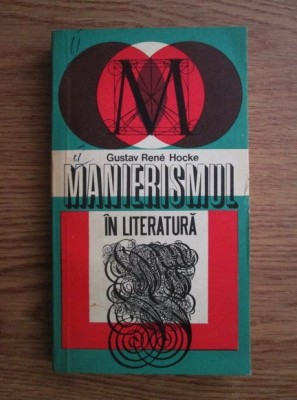 M
Gustav René Hocke
MANIERISMUL
ÎN LITERATURĂ